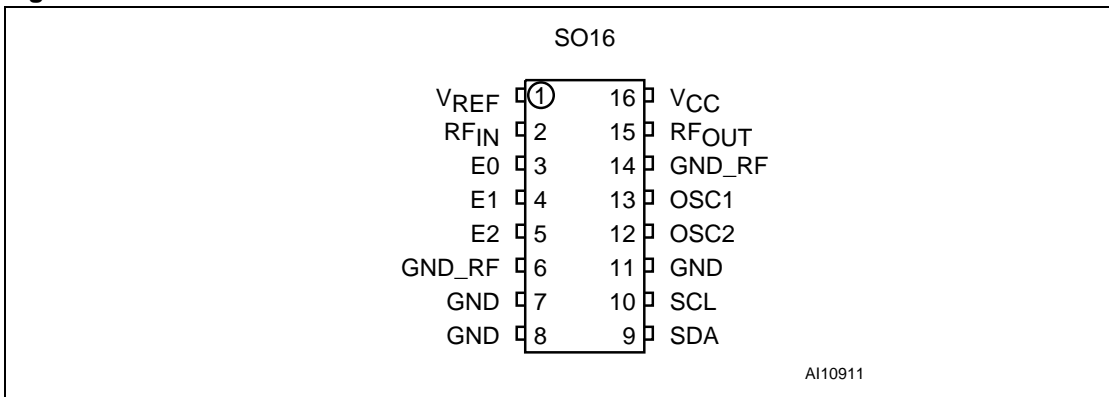 SO16
VREF 1 16 VCC
RFIN 2 15 RFOUT
E0 3 14 GND_RF
E1 4 13 OSC1
E2 5 12 OSC2
GND_RF 6 11 GND
GND 7 10 SCL
GND 8 9 SDA
AI10911